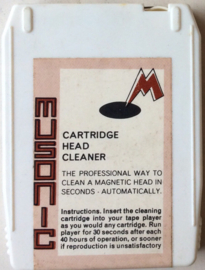 MUSONIC
M
CARTRIDGE
HEAD
CLEANER
THE PROFESSIONAL WAY TO
CLEAN A MAGNETIC HEAD IN
SECONDS - AUTOMATICALLY.
Instructions. Insert the cleaning
cartridge into your tape player
as you would any cartridge. Run
player for 30 seconds after each
40 hours of operation, or sooner
if reproduction is unsatisfactory